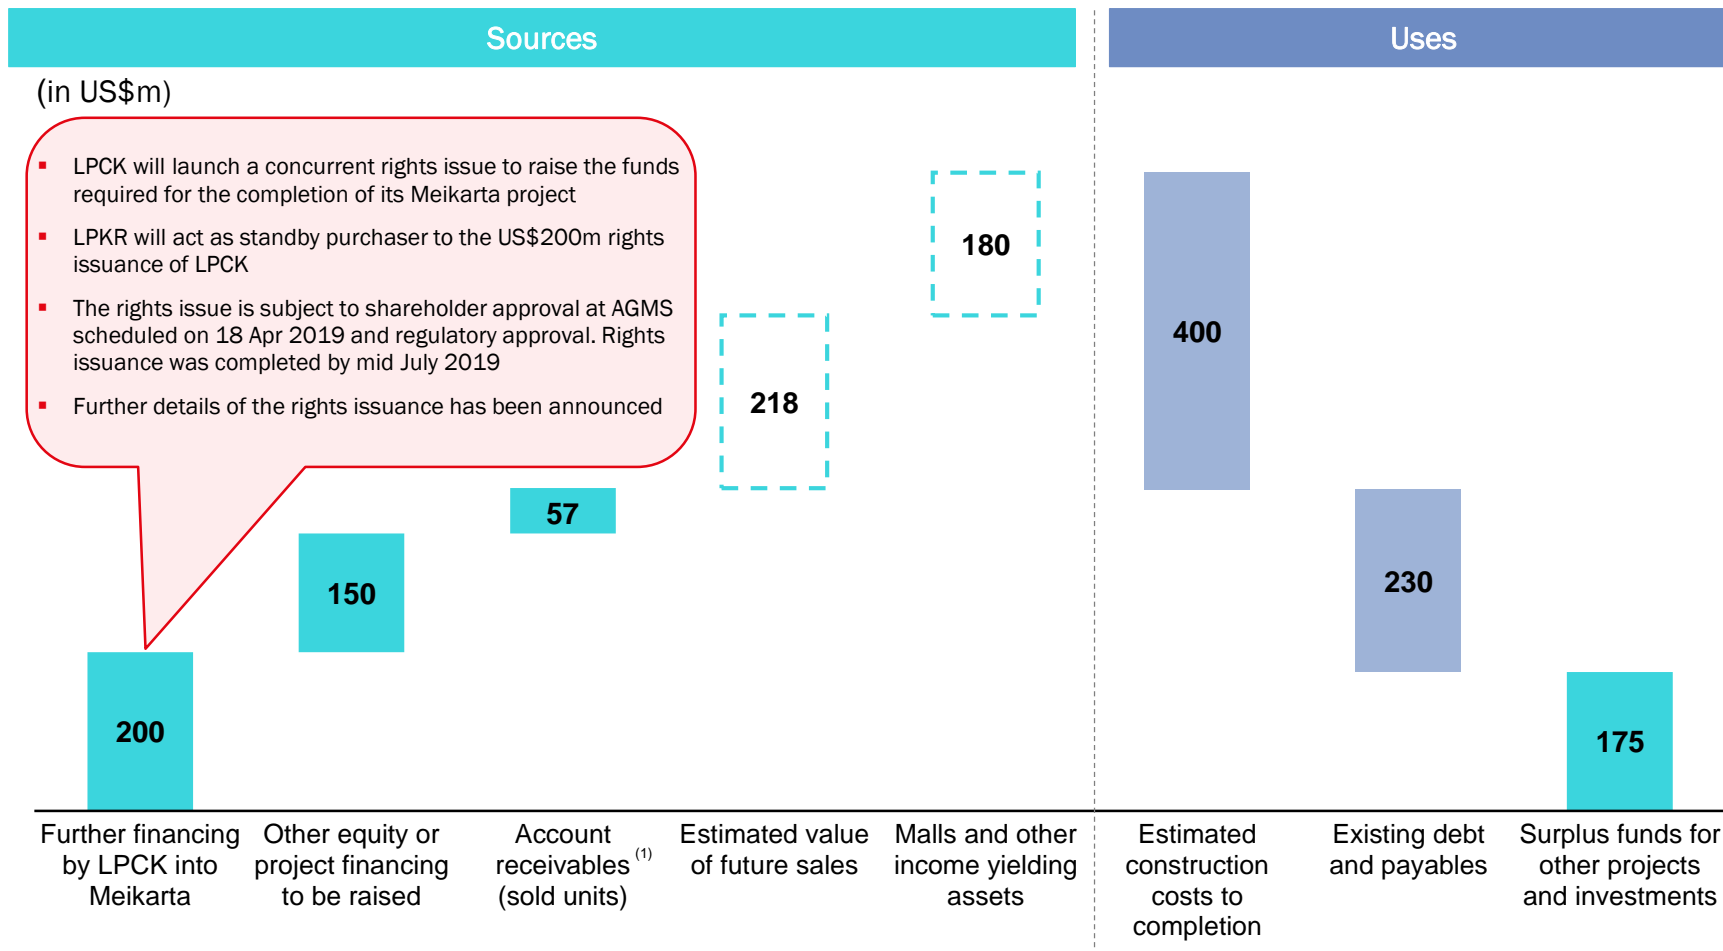 Sources
Uses
(in US$m)
▪ LPCK will launch a concurrent rights issue to raise the funds
required for the completion of its Meikarta project
▪ LPKR will act as standby purchaser to the US$200m rights
issuance of LPCK
▪ The rights issue is subject to shareholder approval at AGMS
scheduled on 18 Apr 2019 and regulatory approval. Rights
issuance was completed by mid July 2019
▪ Further details of the rights issuance has been announced
200
150
57
218
180
400
230
175
Further financing
by LPCK into
Meikarta
Other equity or
project financing
to be raised
Account
receivables (1)
(sold units)
Estimated value
of future sales
Malls and other
income yielding
assets
Estimated
construction
costs to
completion
Existing debt
and payables
Surplus funds for
other projects
and investments